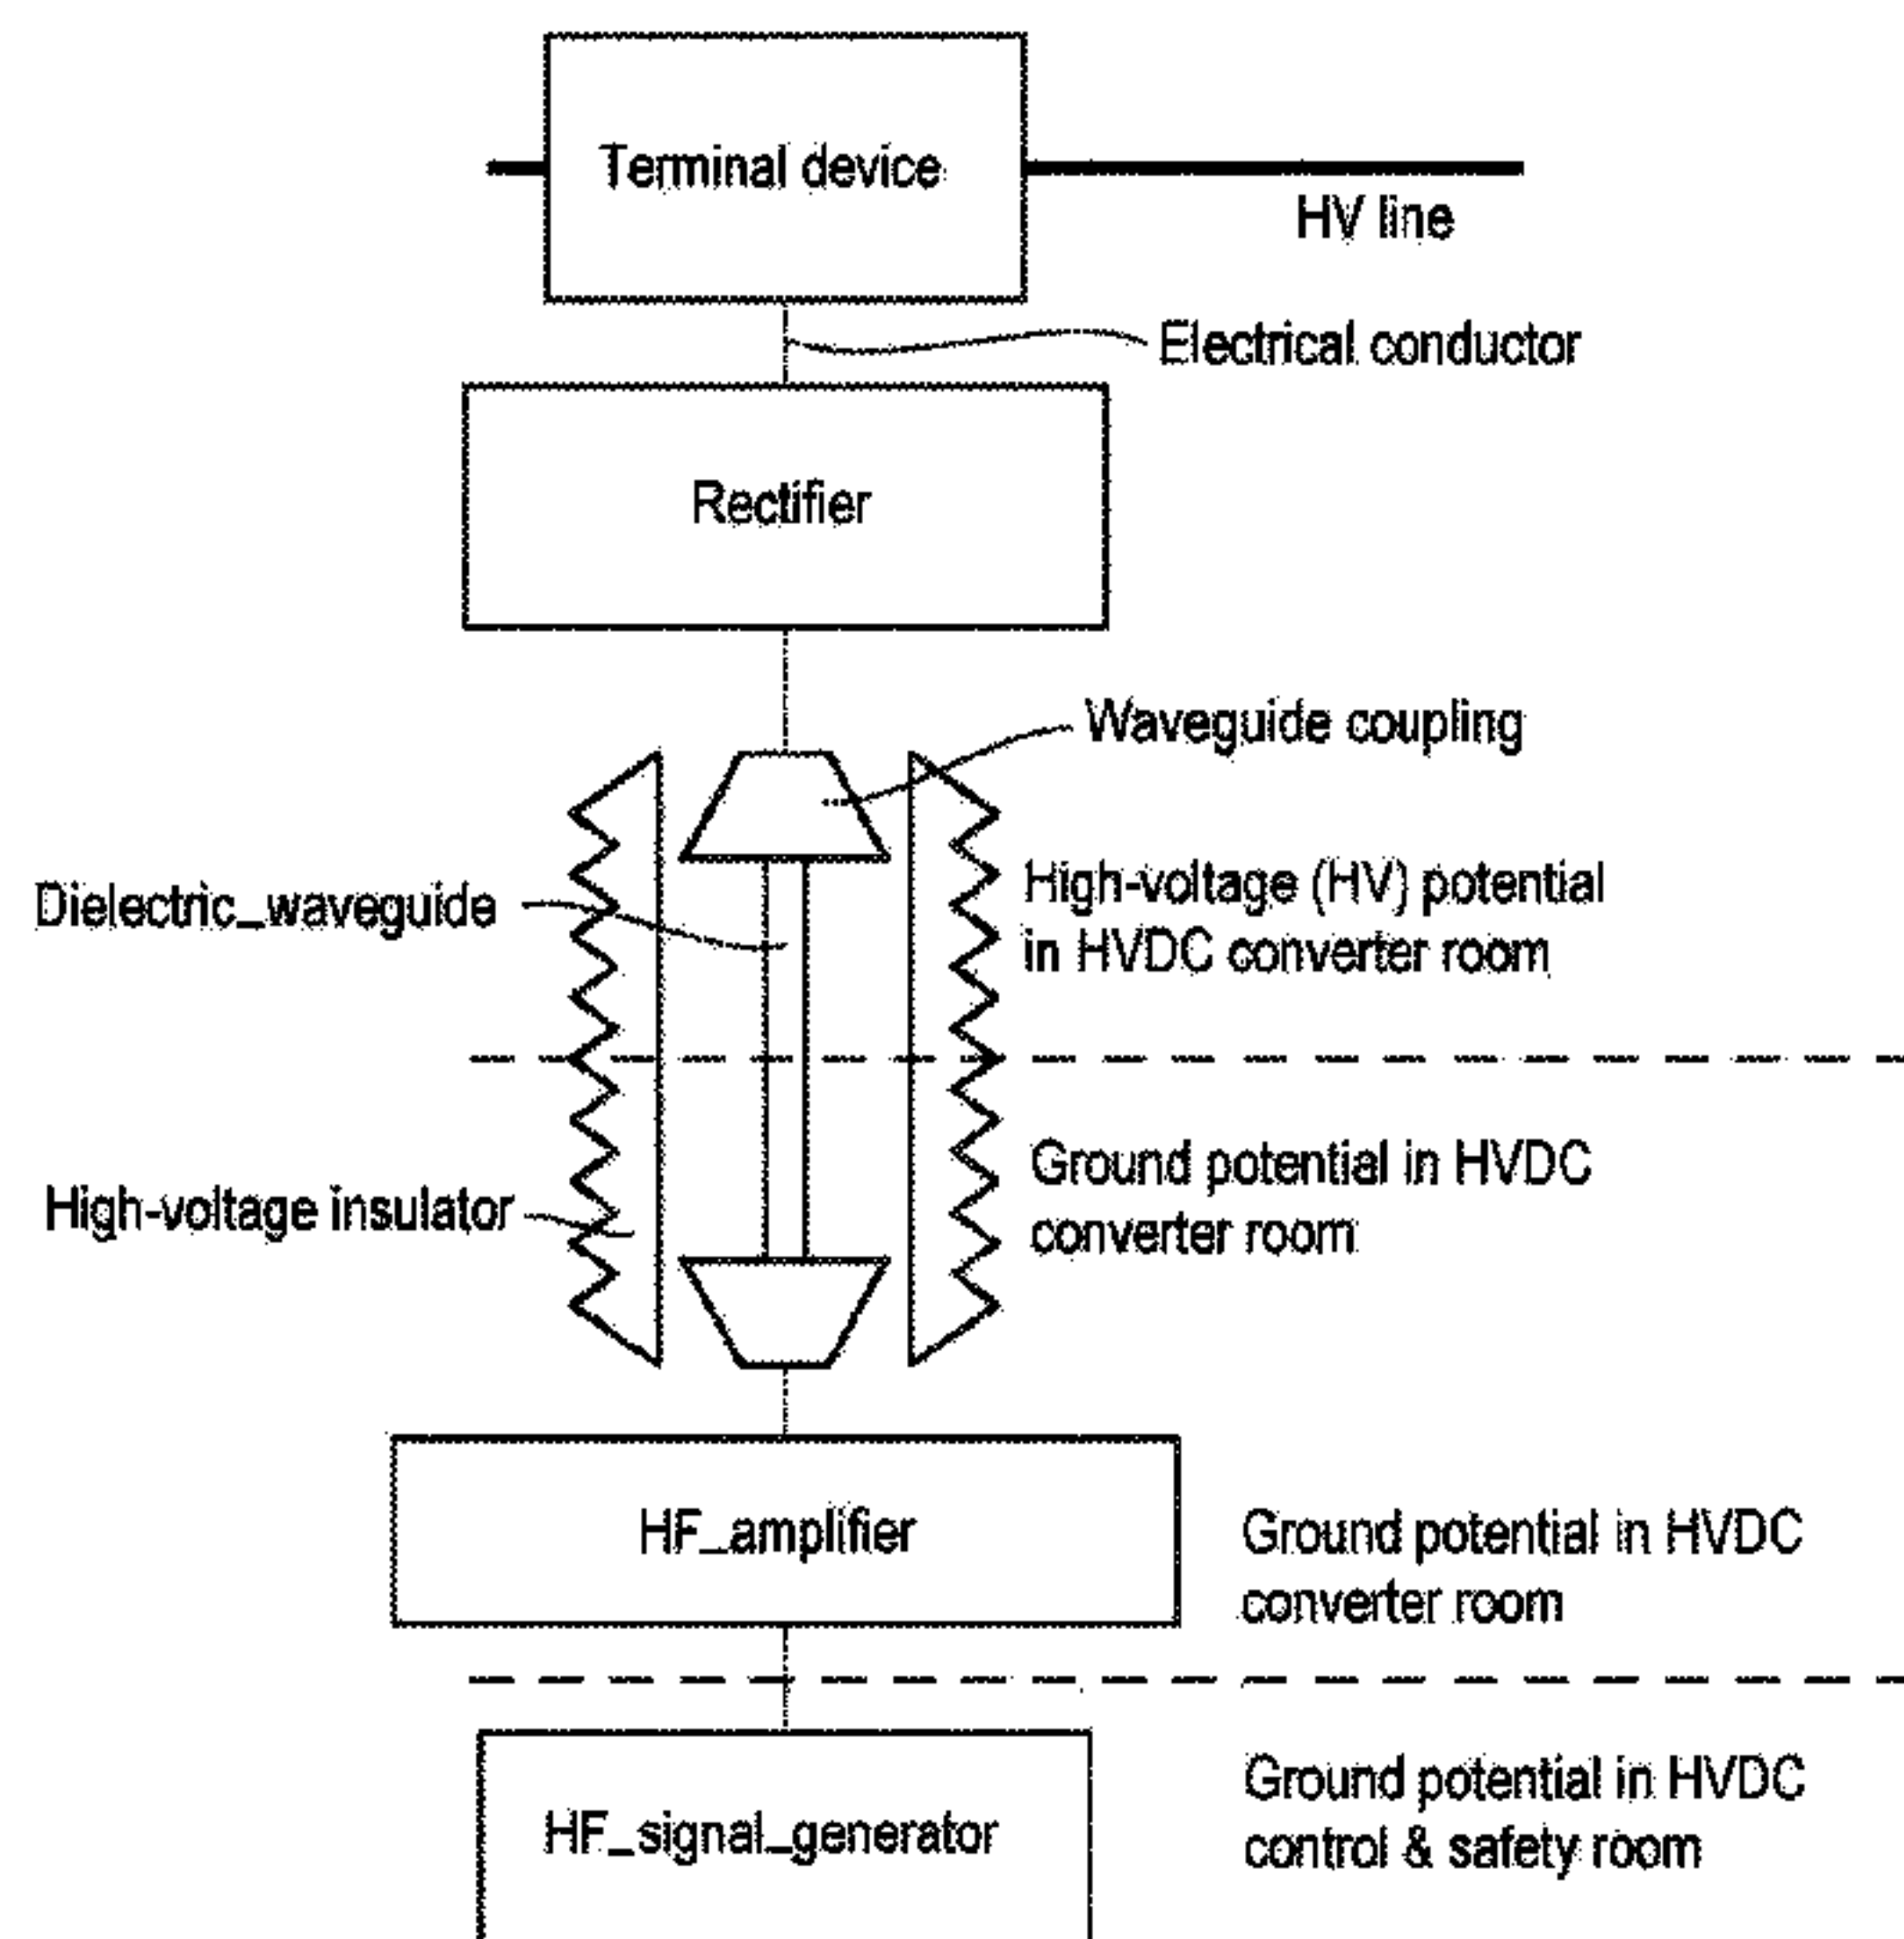 Terminal device
HV line
Electrical conductor
Rectifier
Waveguide coupling
High-voltage (HV) potential
in HVDC converter room
Dielectric_waveguide
Ground potential in HVDC
converter room
High-voltage insulator
HF_amplifier
Ground potential in HVDC
converter room
HF_signal_generator
Ground potential in HVDC
control & safety room